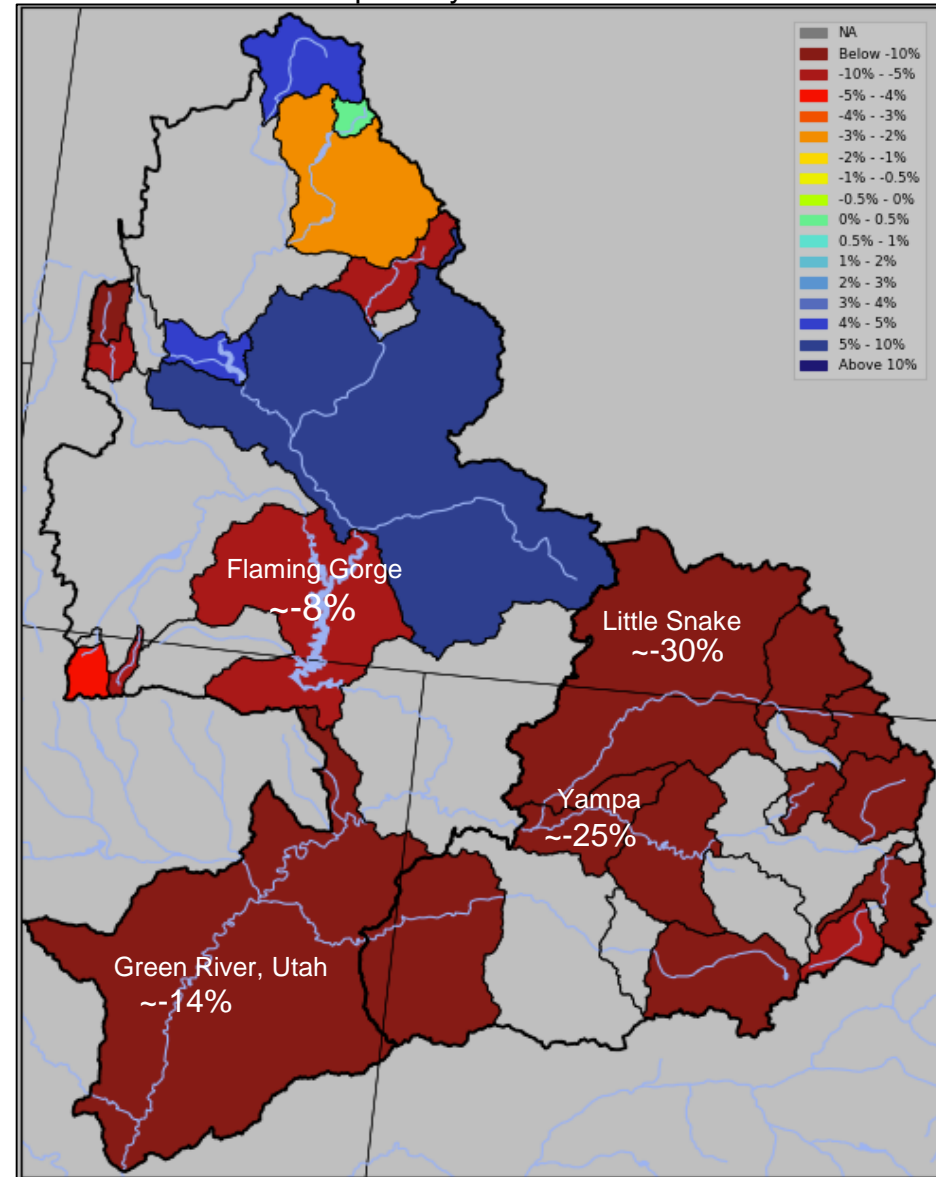 NA
Below -10%
-10% - -5%
-5% - -4%
-4% - -3%
-3% - -2%
-2% - -1%
-1% - -0.5%
-0.5% - 0%
0% - 0.5%
0.5% - 1%
1% - 2%
2% - 3%
3% - 4%
4% - 5%
5% - 10%
Above 10%
Flaming Gorge
~-8%
Little Snake
~-30%
Yampa
~-25%
Green River, Utah
~-14%